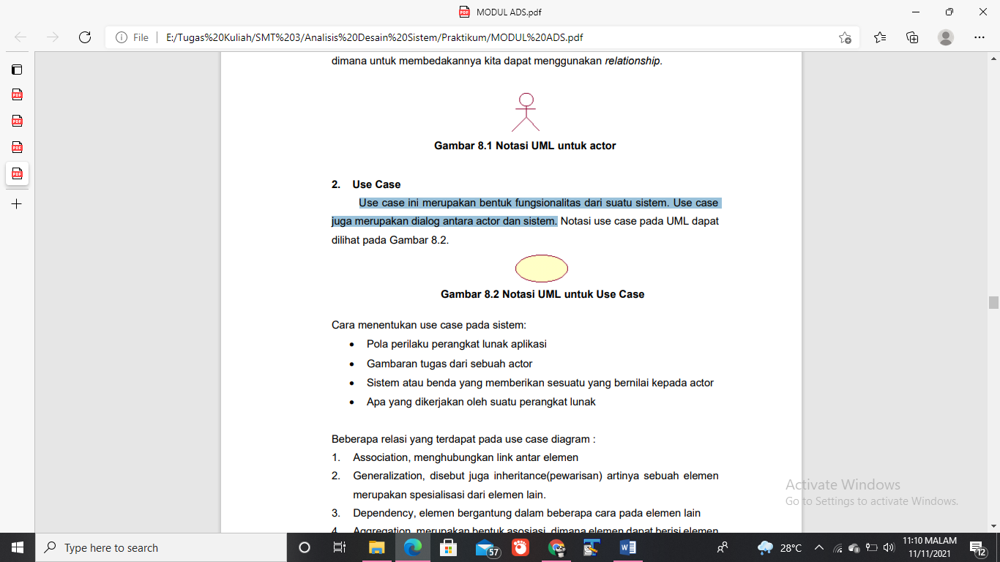 MODUL ADS.pdf
File
E:/Tugas%20Kuliah/SMT%203/Analisis%20Desain%20Sistem/Praktikum/MODUL%20ADS.pdf
dimana untuk membedakannya kita dapat menggunakan relationship.
Gambar 8.1 Notasi UML untuk actor
2. Use Case
Use case ini merupakan bentuk fungsionalitas dari suatu sistem. Use case
juga merupakan dialog antara actor dan sistem. Notasi use case pada UML dapat
dilihat pada Gambar 8.2.
Gambar 8.2 Notasi UML untuk Use Case
Cara menentukan use case pada sistem:
• Pola perilaku perangkat lunak aplikasi
• Gambaran tugas dari sebuah actor
• Sistem atau benda yang memberikan sesuatu yang bernilai kepada actor
• Apa yang dikerjakan oleh suatu perangkat lunak
Beberapa relasi yang terdapat pada use case diagram :
1. Association, menghubungkan link antar elemen
2. Generalization, disebut juga inheritance(pewarisan) artinya sebuah elemen
merupakan spesialisasi dari elemen lain.
3. Dependency, elemen bergantung dalam beberapa cara pada elemen lain
4. Aggregation, merupakan bentuk asosiasi, dimana elemen dapat berisi elemen
Activate Windows
Go to Settings to activate Windows.
Type here to search
57
28°C
11:10 MALAM
11/11/2021
12